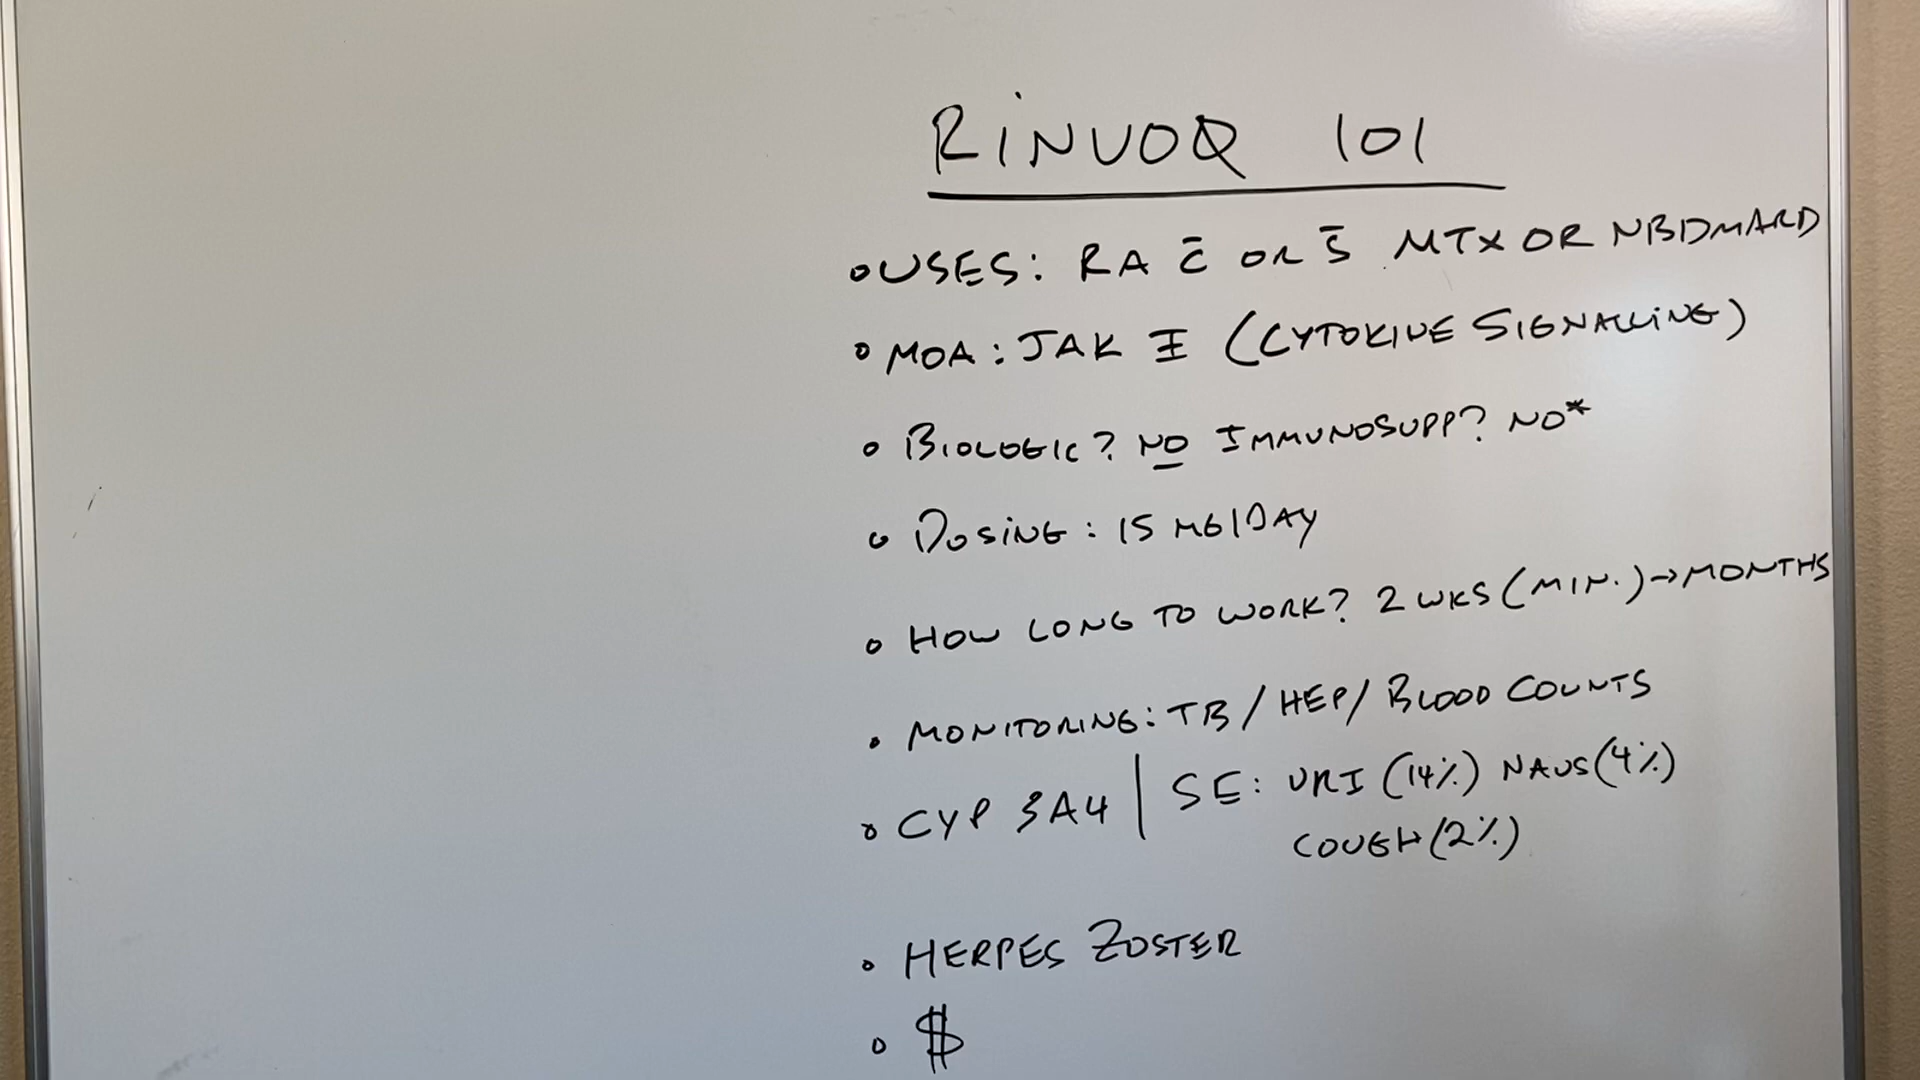 RINVOQ 101
• USES: RA c̄ OR s̄ MTX OR NBDMARD
• MOA: JAK I (CYTOKINE SIGNALLING)
• BIOLOGIC? NO IMMUNOSUPP? NO*
• DOSING: 15 MG/DAY
• HOW LONG TO WORK? 2 WKS (MIN.) → MONTHS
• MONITORING: TB / HEP / BLOOD COUNTS
• CYP 3A4 | SE: URI (14%) NAUS (4%)
COUGH (2%)
• HERPES ZOSTER
• $